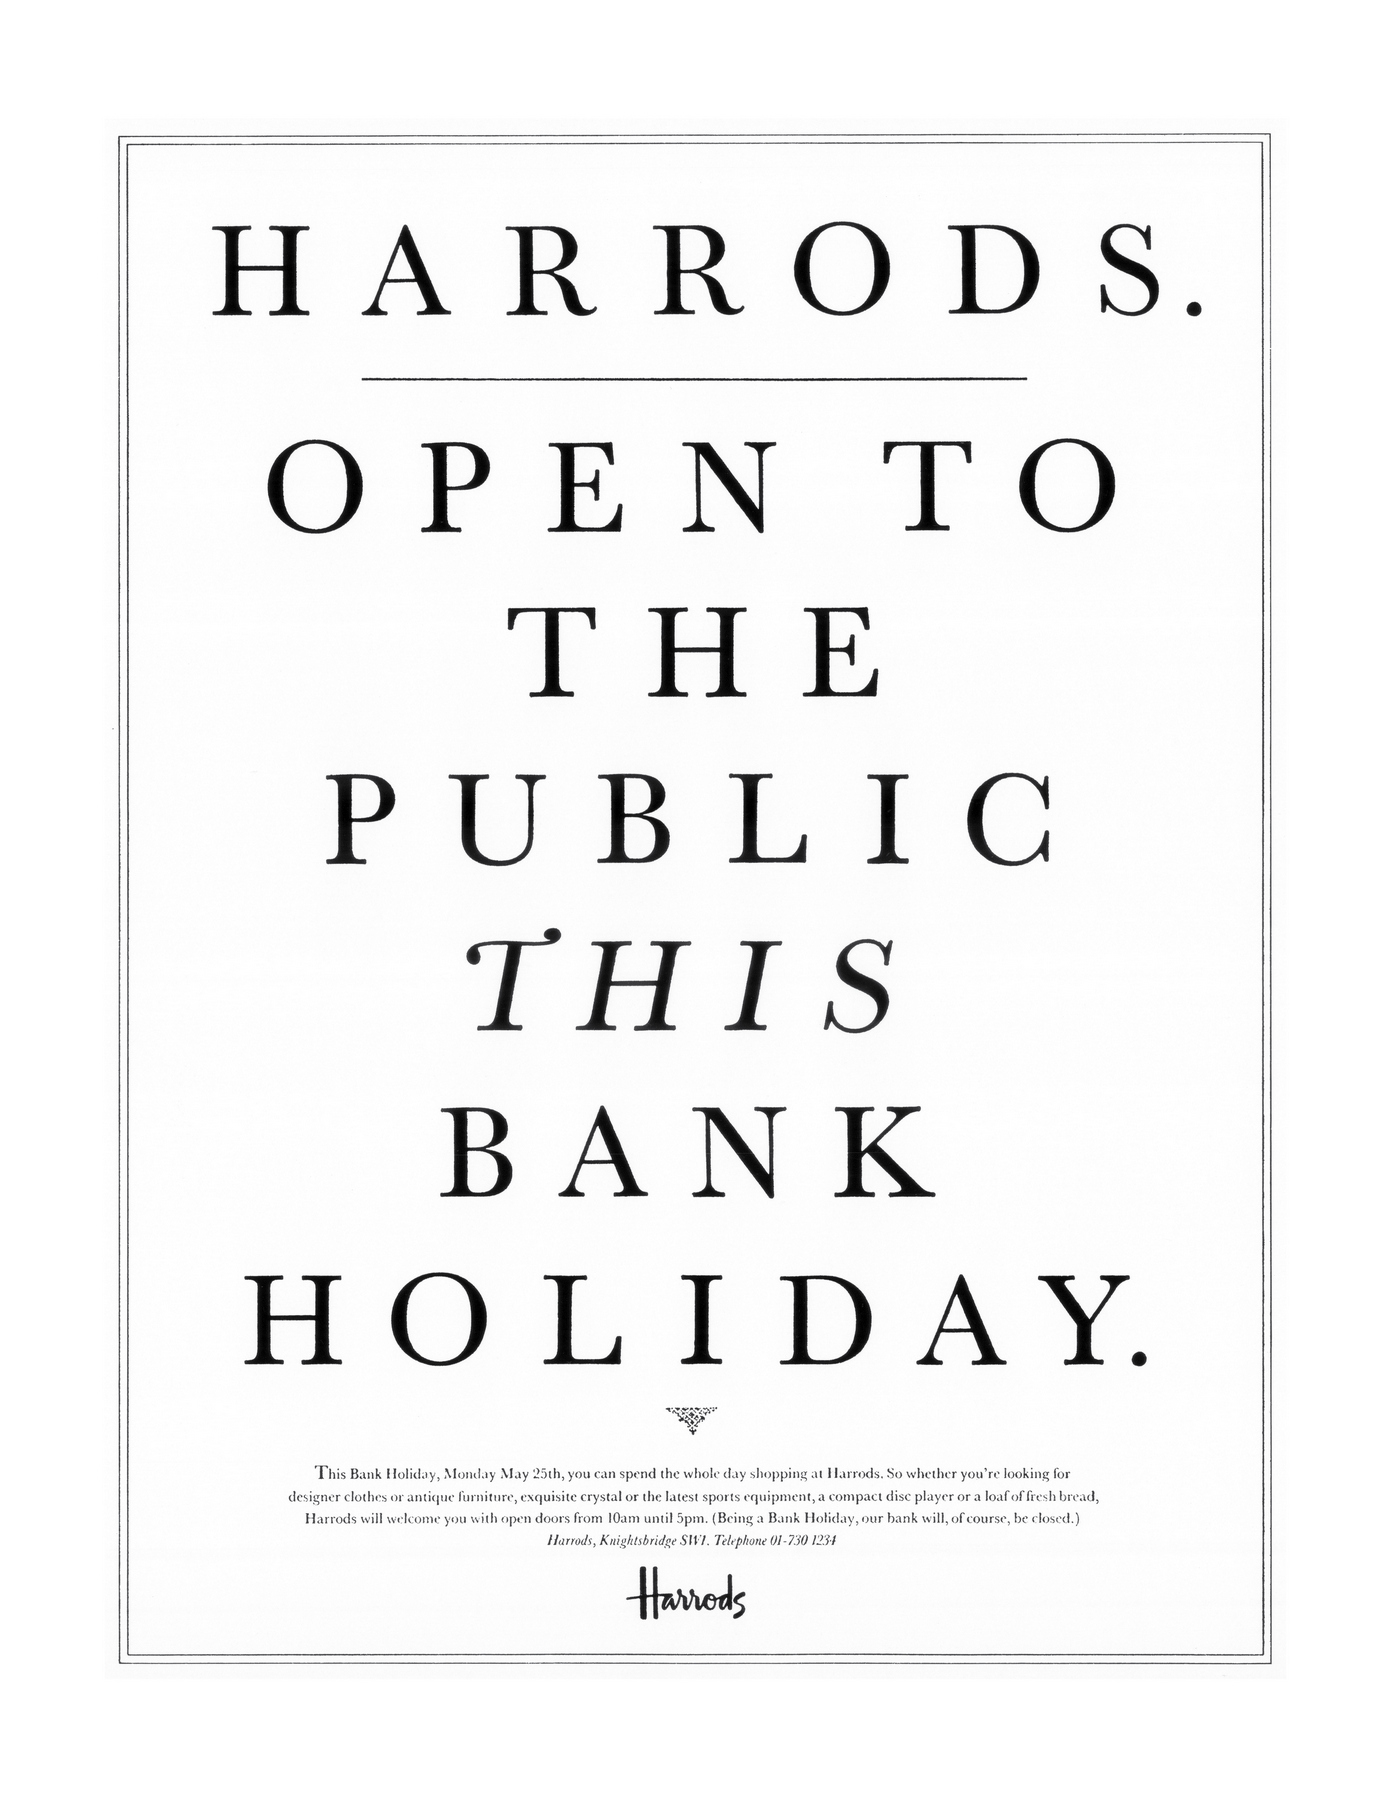 HARRODS.
OPEN TO
THE
PUBLIC
THIS
BANK
HOLIDAY.
This Bank Holiday, Monday May 25th, you can spend the whole day shopping at Harrods. So whether you're looking for
designer clothes or antique furniture, exquisite crystal or the latest sports equipment, a compact disc player or a loaf of fresh bread,
Harrods will welcome you with open doors from 10am until 5pm. (Being a Bank Holiday, our bank will, of course, be closed.)
Harrods, Knightsbridge SW1. Telephone 01-730 1234
Harrods